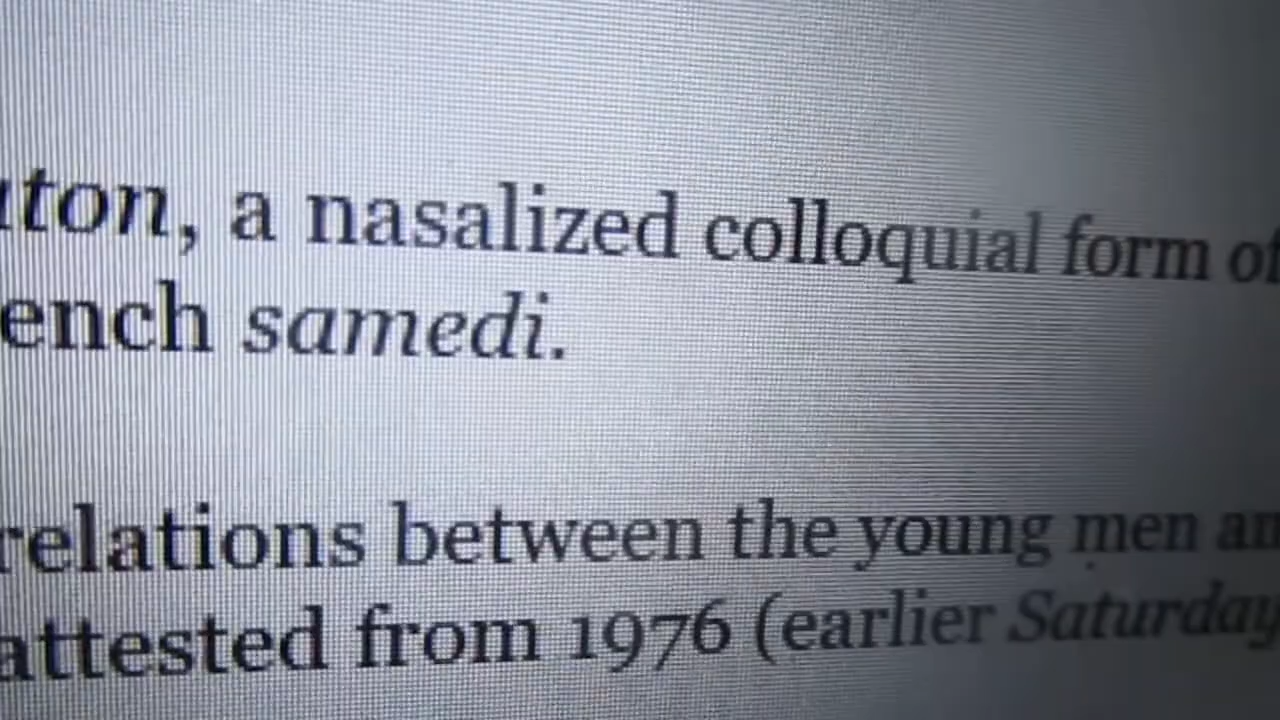 ton, a nasalized colloquial form of
ench samedi.
relations between the young men an
attested from 1976 (earlier Saturday